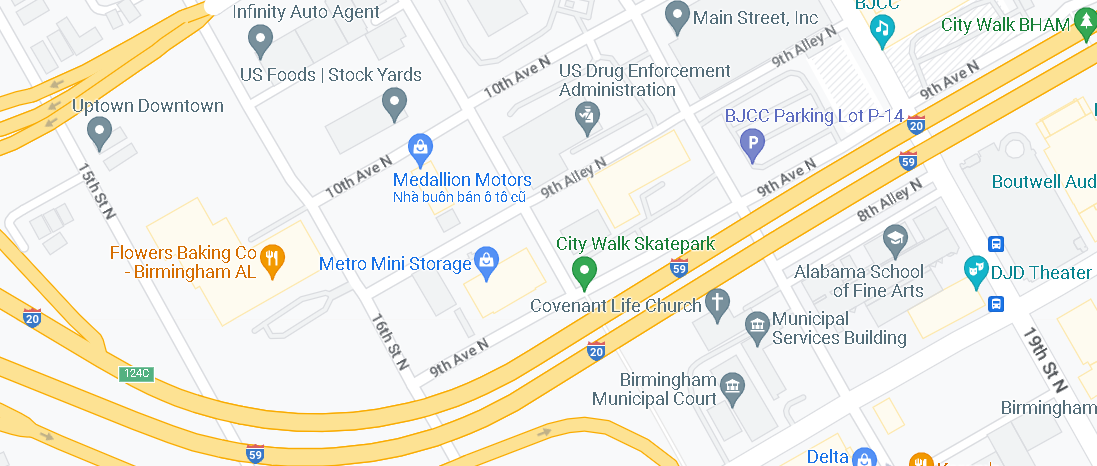 Infinity Auto Agent
Main Street, Inc
BJCC
City Walk BHAM
9th Alley N
US Foods | Stock Yards
10th Ave N
US Drug Enforcement
Administration
9th Ave N
Uptown Downtown
BJCC Parking Lot P-14
20
P
59
15th St N
10th Ave N
Medallion Motors
Nhà buôn bán ô tô cũ
9th Alley N
9th Ave N
8th Alley N
Boutwell Aud
Flowers Baking Co
- Birmingham AL
Metro Mini Storage
City Walk Skatepark
59
Alabama School
of Fine Arts
DJD Theater
Covenant Life Church
20
16th St N
Municipal
Services Building
9th Ave N
20
19th St N
124C
Birmingham
Municipal Court
Birmingham
59
Delta